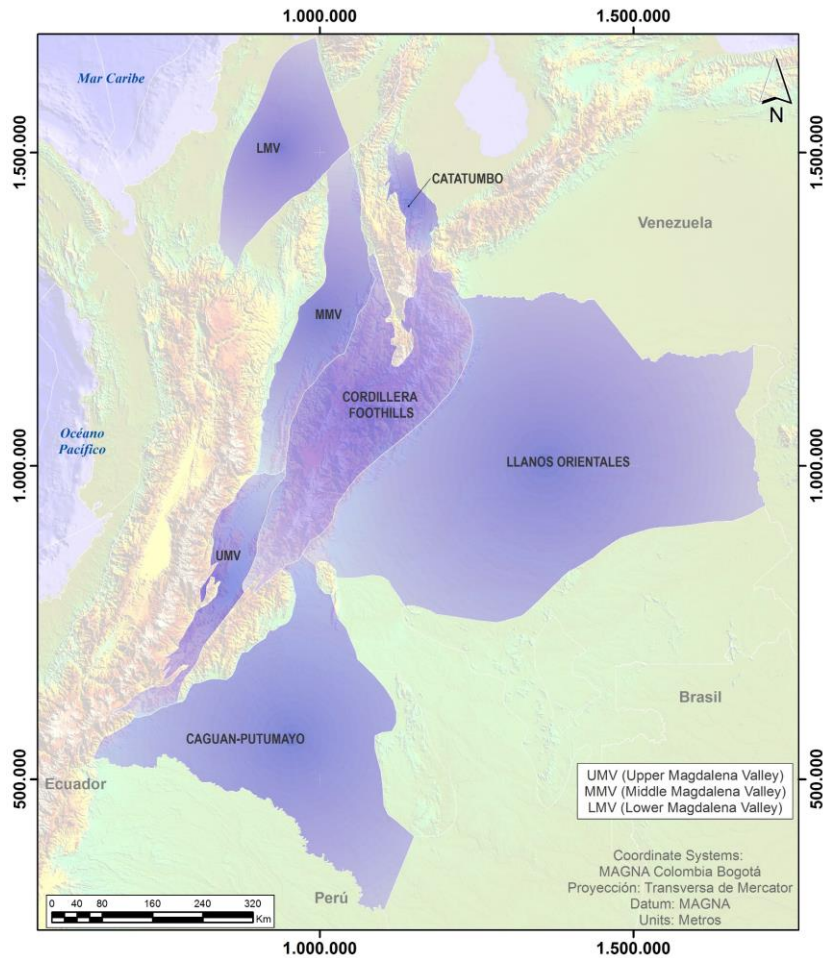 1.000.000 1.500.000
Mar Caribe
N
1.500.000
1.500.000
LMV
CATATUMBO
Venezuela
MMV
CORDILLERA
FOOTHILLS
Océano
Pacífico
LLANOS ORIENTALES
1.000.000
1.000.000
UMV
Brasil
CAGUAN-PUTUMAYO
500.000
500.000
Ecuador
UMV (Upper Magdalena Valley)
MMV (Middle Magdalena Valley)
LMV (Lower Magdalena Valley)
Coordinate Systems:
MAGNA Colombia Bogotá
Proyección: Transversa de Mercator
Datum: MAGNA
Units: Metros
Perú
0 20 40 80 160 240 320
Km
1.000.000 1.500.000